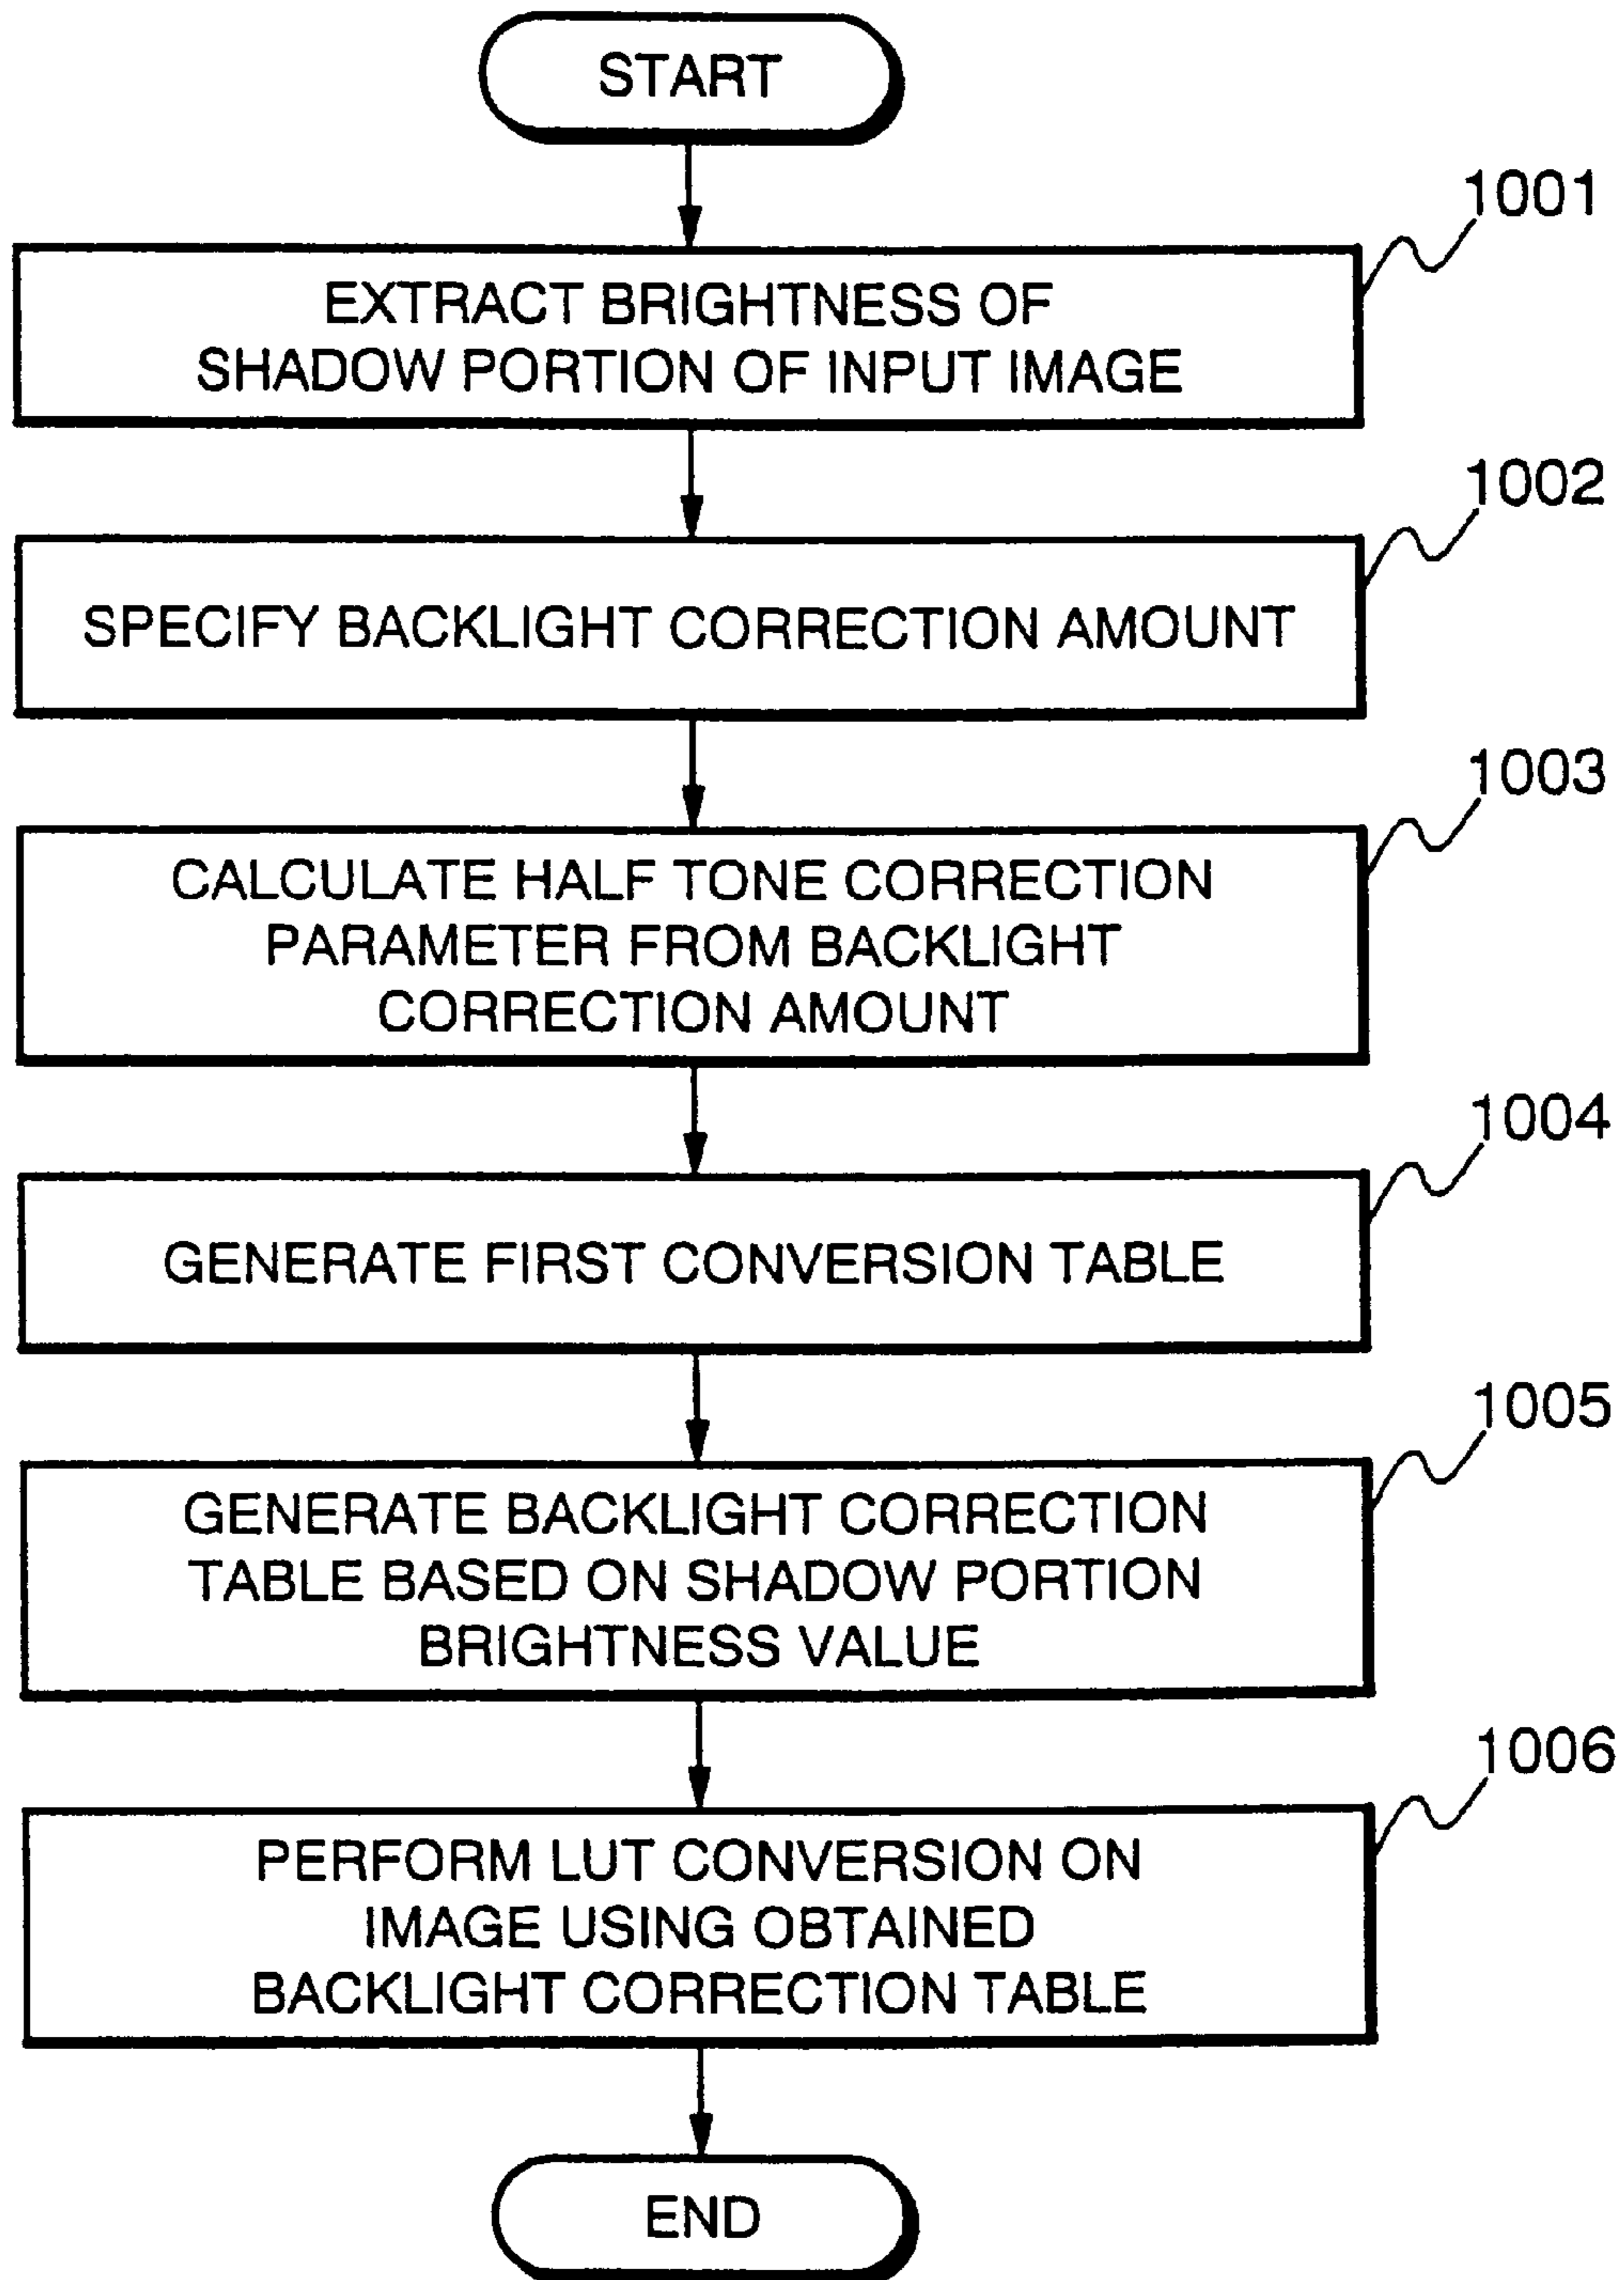 START
1001
EXTRACT BRIGHTNESS OF
SHADOW PORTION OF INPUT IMAGE
1002
SPECIFY BACKLIGHT CORRECTION AMOUNT
1003
CALCULATE HALF TONE CORRECTION
PARAMETER FROM BACKLIGHT
CORRECTION AMOUNT
1004
GENERATE FIRST CONVERSION TABLE
1005
GENERATE BACKLIGHT CORRECTION
TABLE BASED ON SHADOW PORTION
BRIGHTNESS VALUE
1006
PERFORM LUT CONVERSION ON
IMAGE USING OBTAINED
BACKLIGHT CORRECTION TABLE
END